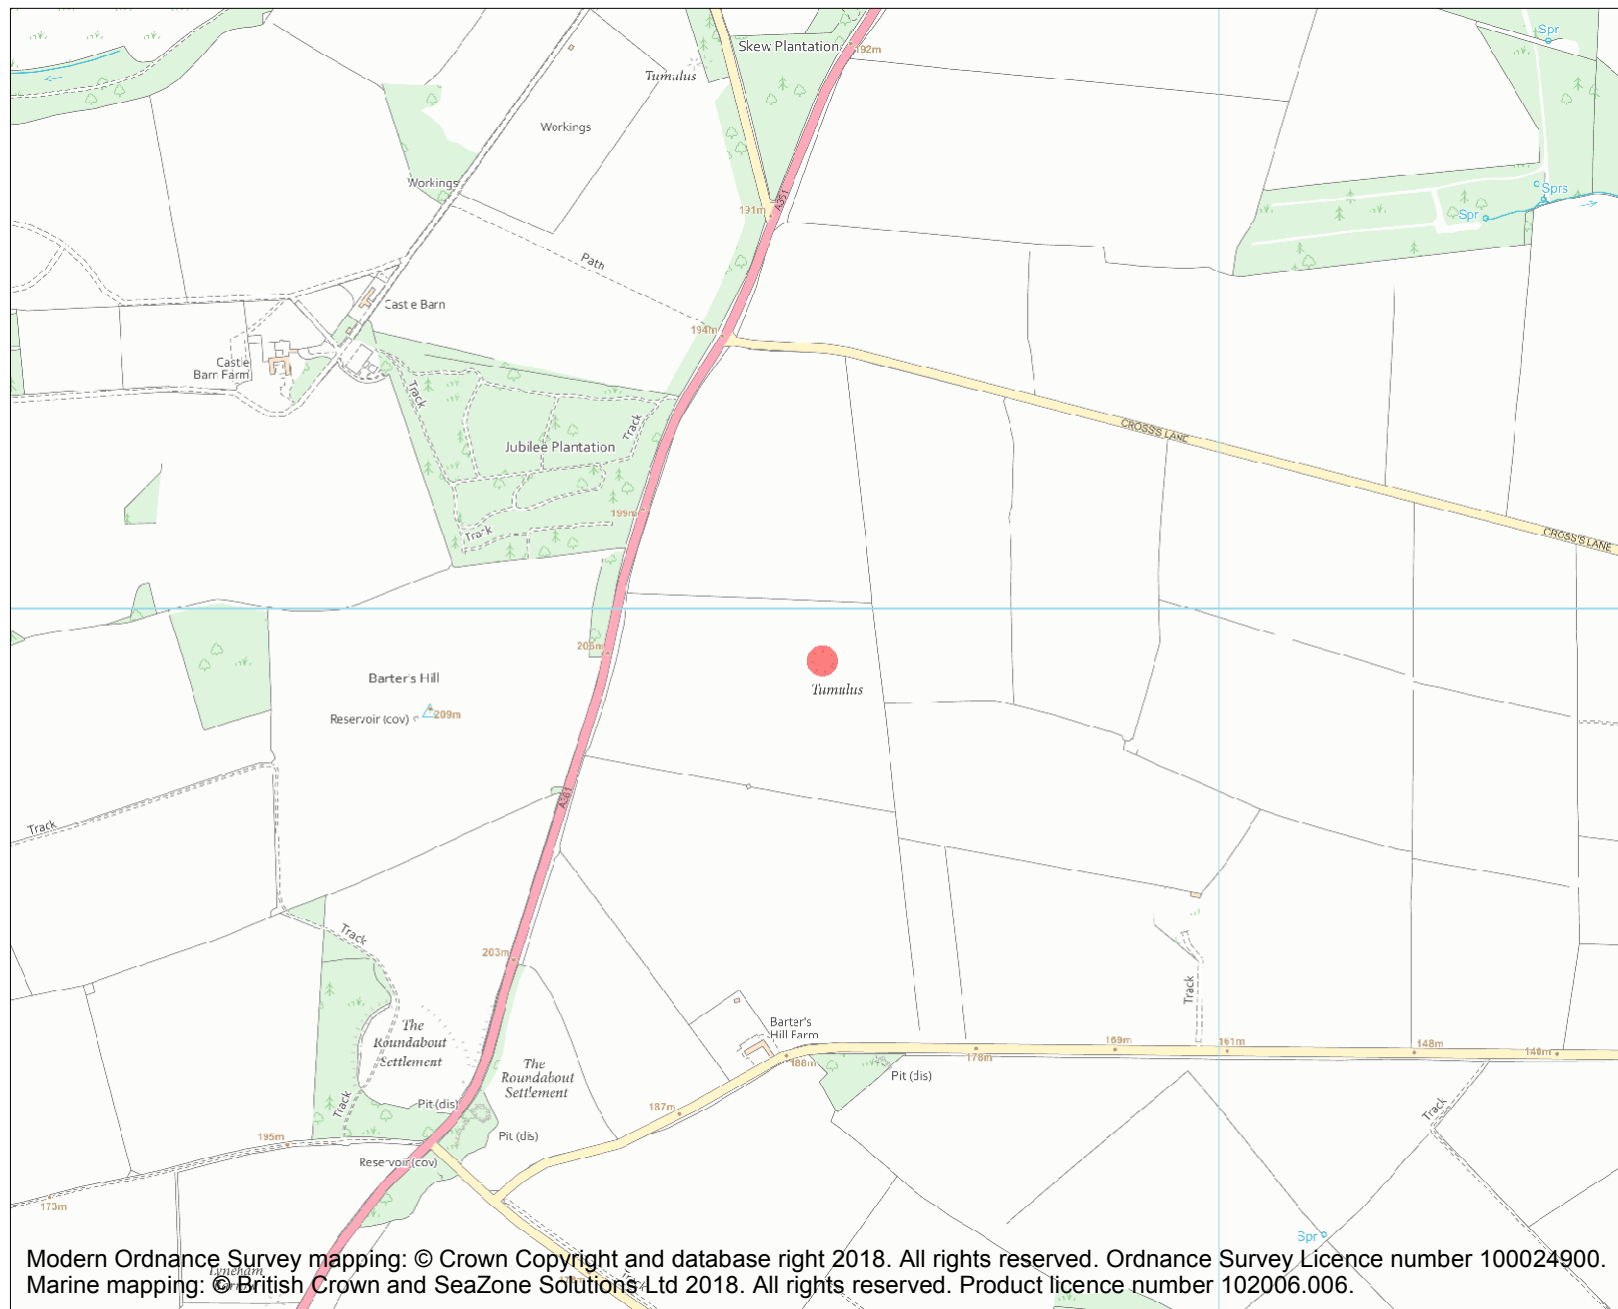 Skew Plantation
192m
Spr
Tumulus
Workings
Workings
Sprs
Spr
191m
A361
Path
Castle Barn
194m
Castle
Barn Farm
Track
Track
CROSS'S LANE
Jubilee Plantation
199m
Track
CROSS'S LANE
205m
Barter's Hill
Tumulus
Reservoir (cov)
209m
A361
Track
Track
203m
Track
The
Roundabout
Settlement
Barter's
Hill Farm
169m
161m
148m
140m
188m
178m
The
Roundabout
Settlement
Pit (dis)
Track
Pit (dis)
187m
Track
195m
Pit (dis)
Reservoir (cov)
173m
Spr
Modern Ordnance Survey mapping: © Crown Copyright and database right 2018. All rights reserved. Ordnance Survey Licence number 100024900.
Lyneham
Marine mapping: © British Crown and SeaZone Solutions Ltd 2018. All rights reserved. Product licence number 102006.006.
Track